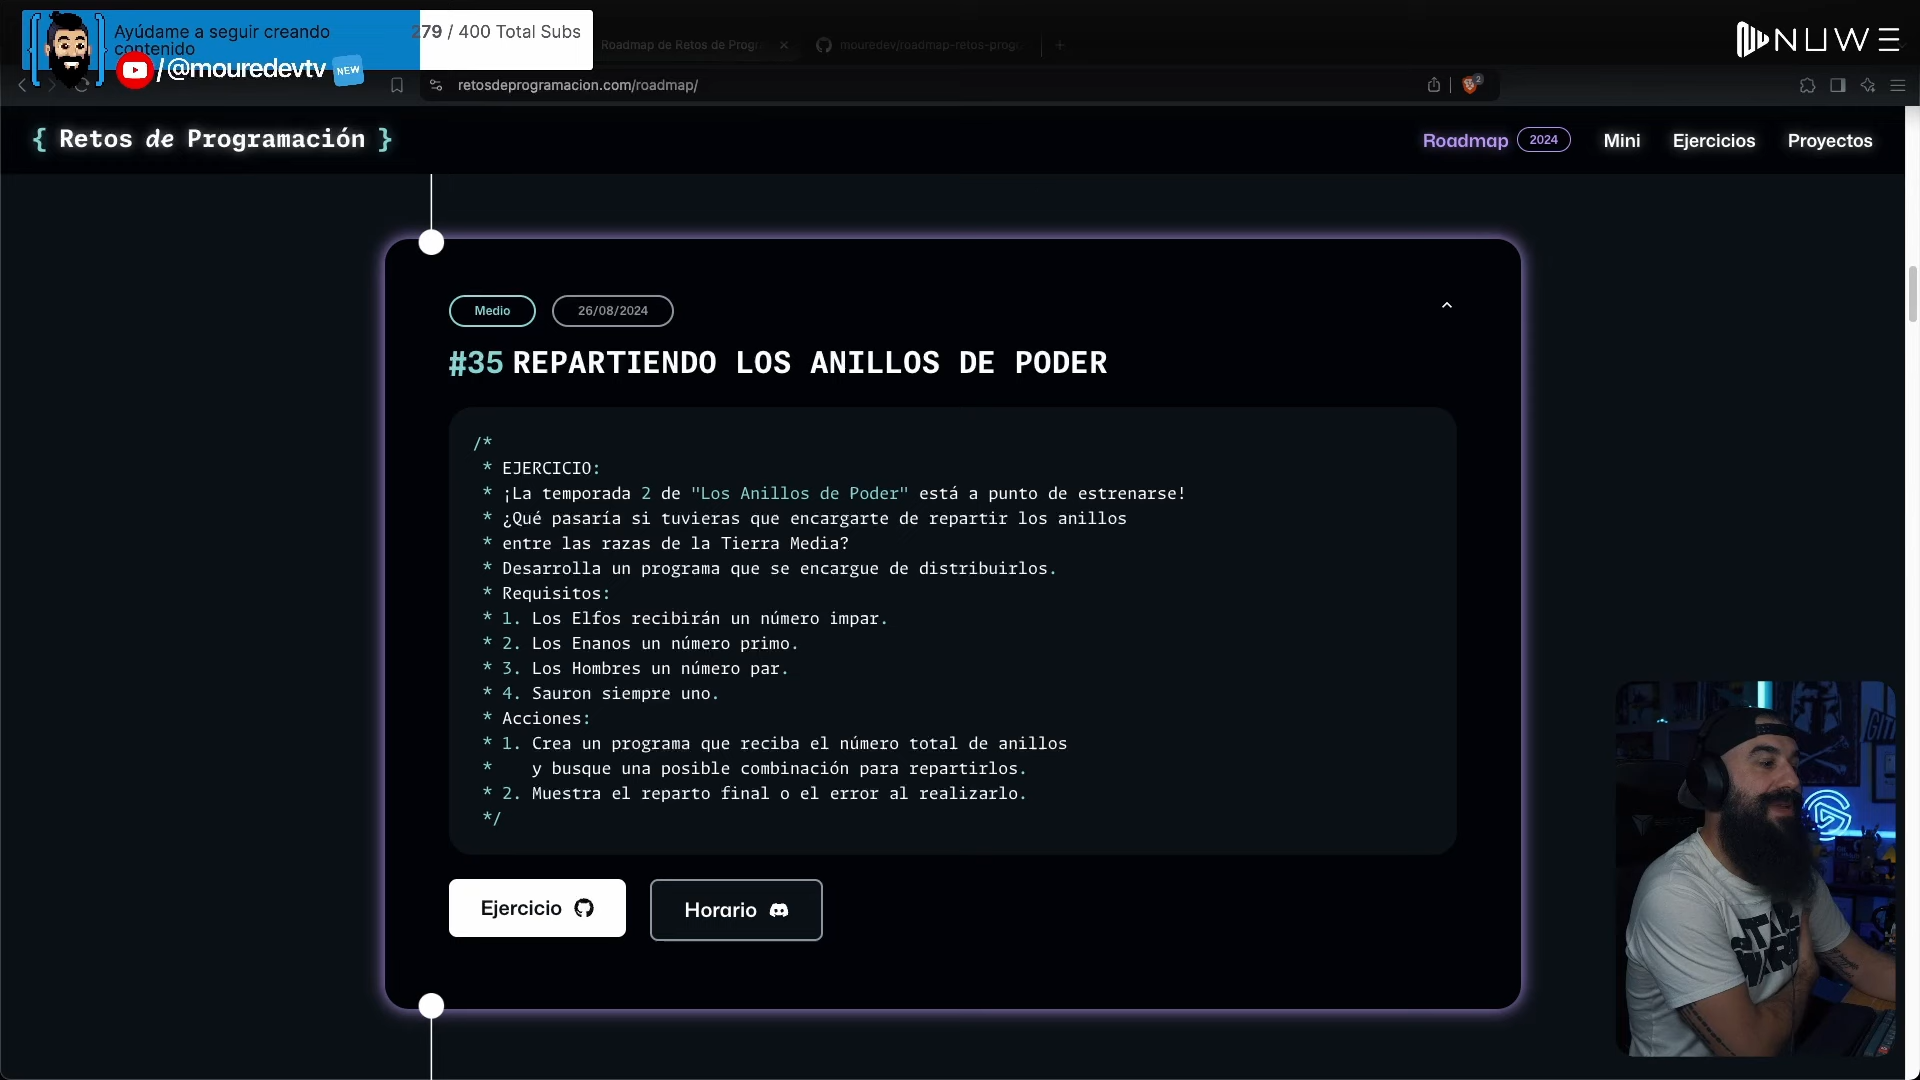 Ayúdame a seguir creando
contenido
279 / 400 Total Subs
/@mouredevtv NEW
Roadmap de Retos de Progr
mouredev/roadmap-retos-progr
NUWE
retosdeprogramacion.com/roadmap/
2
{ Retos de Programación }
Roadmap 2024 Mini Ejercicios Proyectos
Medio 26/08/2024
#35 REPARTIENDO LOS ANILLOS DE PODER
/*
* EJERCICIO:
* ¡La temporada 2 de "Los Anillos de Poder" está a punto de estrenarse!
* ¿Qué pasaría si tuvieras que encargarte de repartir los anillos
* entre las razas de la Tierra Media?
* Desarrolla un programa que se encargue de distribuirlos.
* Requisitos:
* 1. Los Elfos recibirán un número impar.
* 2. Los Enanos un número primo.
* 3. Los Hombres un número par.
* 4. Sauron siempre uno.
* Acciones:
* 1. Crea un programa que reciba el número total de anillos
*    y busque una posible combinación para repartirlos.
* 2. Muestra el reparto final o el error al realizarlo.
*/
Ejercicio
Horario